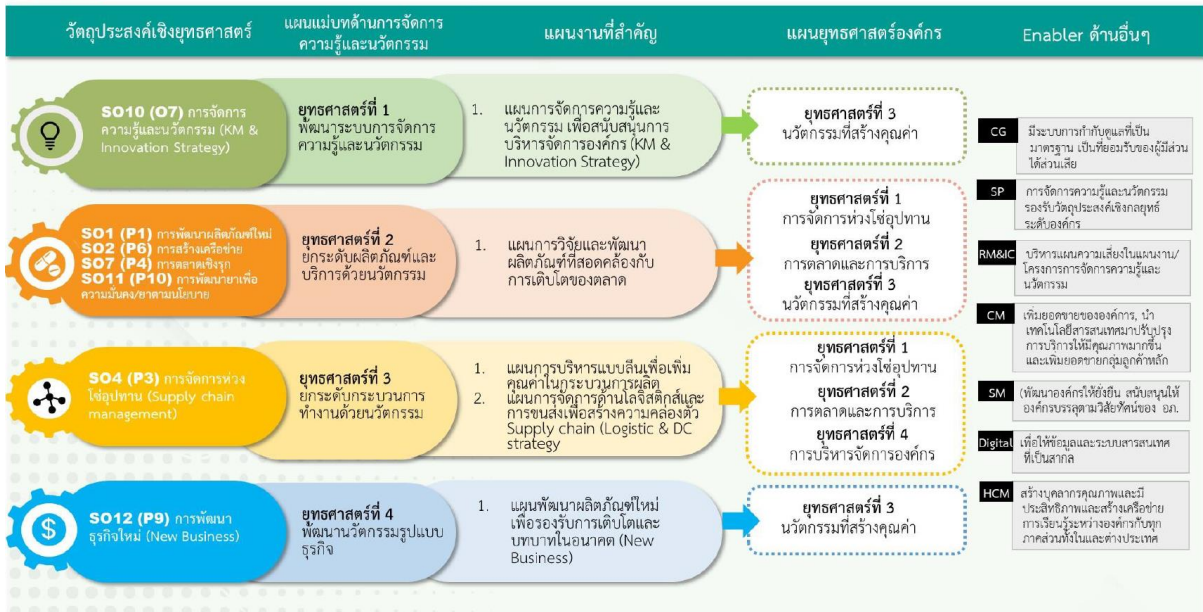 วัตถุประสงค์เชิงยุทธศาสตร์
แผนแม่บทด้านการจัดการ
ความรู้และนวัตกรรม
แผนงานที่สำคัญ
แผนยุทธศาสตร์องค์กร
Enabler ด้านอื่นๆ
SO10 (O7) การจัดการ
ความรู้และนวัตกรรม (KM &
Innovation Strategy)
ยุทธศาสตร์ที่ 1
พัฒนาระบบการจัดการ
ความรู้และนวัตกรรม
1. แผนการจัดการความรู้และ
นวัตกรรม เพื่อสนับสนุนการ
บริหารจัดการองค์กร (KM &
Innovation Strategy)
ยุทธศาสตร์ที่ 3
นวัตกรรมที่สร้างคุณค่า
SO1 (P1) การพัฒนาผลิตภัณฑ์ใหม่
SO2 (P6) การสร้างเครือข่าย
SO7 (P4) การตลาดเชิงรุก
SO11 (P10) การพัฒนายาเพื่อ
ความมั่นคง/ยาตามนโยบาย
ยุทธศาสตร์ที่ 2
ยกระดับผลิตภัณฑ์และ
บริการด้วยนวัตกรรม
1. แผนการวิจัยและพัฒนา
ผลิตภัณฑ์ที่สอดคล้องกับ
การเติบโตของตลาด
ยุทธศาสตร์ที่ 1
การจัดการห่วงโซ่อุปทาน
ยุทธศาสตร์ที่ 2
การตลาดและการบริการ
ยุทธศาสตร์ที่ 3
นวัตกรรมที่สร้างคุณค่า
SO4 (P3) การจัดการห่วง
โซ่อุปทาน (Supply chain
management)
ยุทธศาสตร์ที่ 3
ยกระดับกระบวนการ
ทำงานด้วยนวัตกรรม
1. แผนการบริหารแบบลีนเพื่อเพิ่ม
คุณค่าในกระบวนการผลิต
2. แผนการจัดการด้านโลจิสติกส์และ
การขนส่งเพื่อสร้างความคล่องตัว
Supply chain (Logistic & DC
strategy
ยุทธศาสตร์ที่ 1
การจัดการห่วงโซ่อุปทาน
ยุทธศาสตร์ที่ 2
การตลาดและการบริการ
ยุทธศาสตร์ที่ 4
การบริหารจัดการองค์กร
$
SO12 (P9) การพัฒนา
ธุรกิจใหม่ (New Business)
ยุทธศาสตร์ที่ 4
พัฒนานวัตกรรมรูปแบบ
ธุรกิจ
1. แผนพัฒนาผลิตภัณฑ์ใหม่
เพื่อรองรับการเติบโตและ
บทบาทในอนาคต (New
Business)
ยุทธศาสตร์ที่ 3
นวัตกรรมที่สร้างคุณค่า
CG
มีระบบการกำกับดูแลที่เป็น
มาตรฐาน เป็นที่ยอมรับของผู้มีส่วน
ได้ส่วนเสีย
SP
การจัดการความรู้และนวัตกรรม
รองรับวัตถุประสงค์เชิงกลยุทธ์
ระดับองค์กร
RM&IC
บริหารแผนความเสี่ยงในแผนงาน/
โครงการการจัดการความรู้และ
นวัตกรรม
CM
เพิ่มยอดขายขององค์การ, นำ
เทคโนโลยีสารสนเทศมาปรับปรุง
การบริการให้มีคุณภาพมากขึ้น
และเพิ่มยอดขายกลุ่มลูกค้าหลัก
SM
(พัฒนาองค์กรให้ยั่งยืน สนับสนุนให้
องค์กรบรรลุตามวิสัยทัศน์ของ อภ.
Digital
เพื่อให้ข้อมูลและระบบสารสนเทศ
ที่เป็นสากล
HCM
สร้างบุคลากรคุณภาพและมี
ประสิทธิภาพและสร้างเครือข่าย
การเรียนรู้ระหว่างองค์กรกับทุก
ภาคส่วนทั้งในและต่างประเทศ